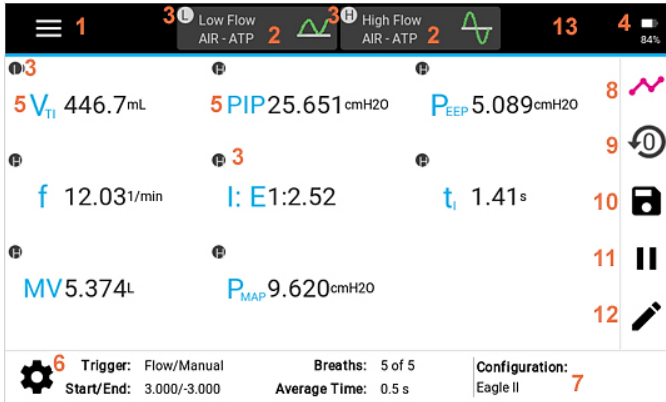 1
3 L Low Flow
AIR - ATP 2
3 H High Flow
AIR - ATP 2
13
4
84%
3
5 VTI 446.7mL
H
5 PIP 25.651cmH2O
H
PEEP 5.089cmH2O
8
H
f 12.031/min
H 3
I: E 1:2.52
H
tI 1.41s
9
10
H
MV 5.374L
H
PMAP 9.620cmH2O
11
12
6 Trigger: Flow/Manual
Start/End: 3.000/-3.000
Breaths: 5 of 5
Average Time: 0.5 s
Configuration:
Eagle II 7
0